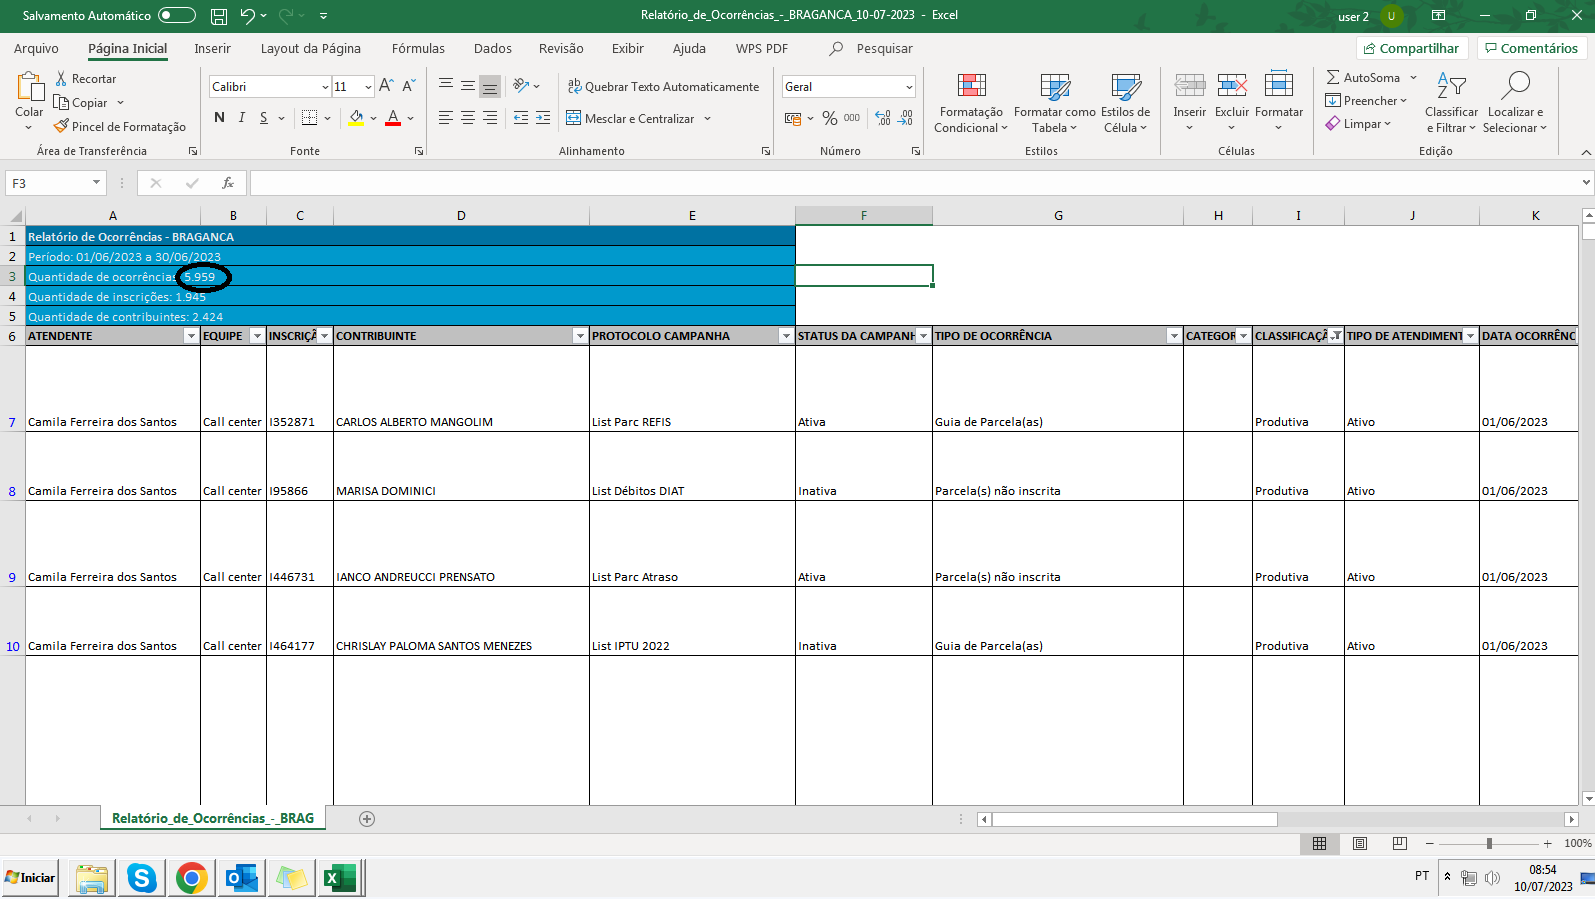 Salvamento Automático
Relatório_de_Ocorrências_-_BRAGANCA_10-07-2023 - Excel
user 2
U
Arquivo Página Inicial Inserir Layout da Página Fórmulas Dados Revisão Exibir Ajuda WPS PDF Pesquisar
Compartilhar Comentários
Colar
Recortar
Copiar
Pincel de Formatação
Área de Transferência
Calibri 11
N I S
Fonte
Quebrar Texto Automaticamente
Mesclar e Centralizar
Alinhamento
Geral
% 000
Número
Formatação Condicional
Formatar como Tabela
Estilos de Célula
Estilos
Inserir Excluir Formatar
Células
AutoSoma
Preencher
Limpar
Classificar e Filtrar
Localizar e Selecionar
Edição
F3
fx
A B C D E F G H I J K
1 Relatório de Ocorrências - BRAGANCA
2 Período: 01/06/2023 a 30/06/2023
3 Quantidade de ocorrências 5.959
4 Quantidade de inscrições: 1.945
5 Quantidade de contribuintes: 2.424
6 ATENDENTE EQUIPE INSCRIÇÃ CONTRIBUINTE PROTOCOLO CAMPANHA STATUS DA CAMPANH TIPO DE OCORRÊNCIA CATEGOR CLASSIFICAÇÃ TIPO DE ATENDIMENT DATA OCORRÊNC
7 Camila Ferreira dos Santos Call center I352871 CARLOS ALBERTO MANGOLIM List Parc REFIS Ativa Guia de Parcela(as) Produtiva Ativo 01/06/2023
8 Camila Ferreira dos Santos Call center I95866 MARISA DOMINICI List Débitos DIAT Inativa Parcela(s) não inscrita Produtiva Ativo 01/06/2023
9 Camila Ferreira dos Santos Call center I446731 IANCO ANDREUCCI PRENSATO List Parc Atraso Ativa Parcela(s) não inscrita Produtiva Ativo 01/06/2023
10 Camila Ferreira dos Santos Call center I464177 CHRISLAY PALOMA SANTOS MENEZES List IPTU 2022 Inativa Guia de Parcela(as) Produtiva Ativo 01/06/2023
Relatório_de_Ocorrências_-_BRAG
100%
Iniciar
PT
08:54
10/07/2023